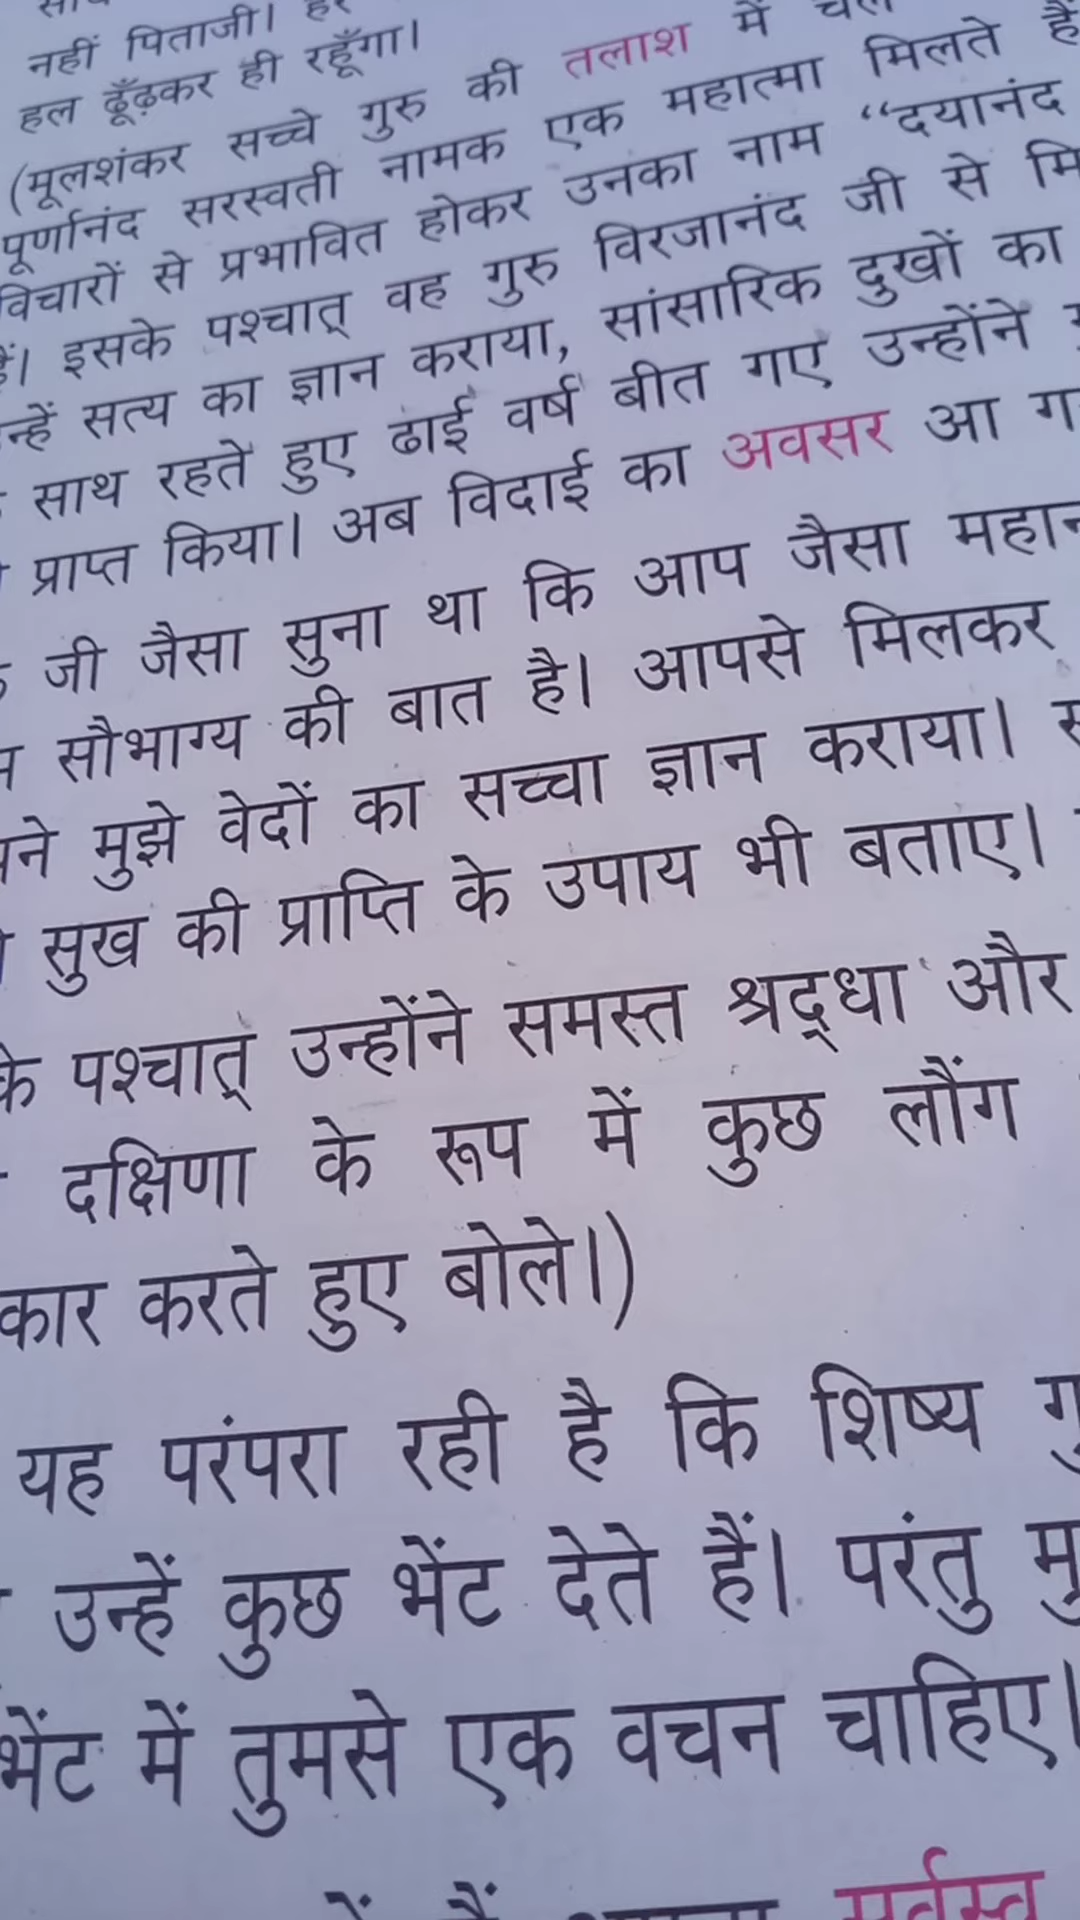 नहीं पिताजी।
हल ढूँढ़कर ही रहूँगा।
(मूलशंकर सच्चे गुरु की तलाश में
पूर्णानंद सरस्वती नामक एक महात्मा मिलते
विचारों से प्रभावित होकर उनका नाम “दयानंद
इसके पश्चात् वह गुरु विरजानंद जी से
सत्य का ज्ञान कराया, सांसारिक दुखों का
साथ रहते हुए ढाई वर्ष बीत गए उन्होंने
प्राप्त किया। अब विदाई का अवसर आ
जी जैसा सुना था कि आप जैसा
सौभाग्य की बात है। आपसे मिलकर
मुझे वेदों का सच्चा ज्ञान कराया।
सुख की प्राप्ति के उपाय भी बताए।
के पश्चात् उन्होंने समस्त श्रद्धा और
दक्षिणा के रूप में कुछ लौंग
कार करते हुए बोले।)
यह परंपरा रही है कि शिष्य
उन्हें कुछ भेंट देते हैं। परंतु
भेंट में तुमसे एक वचन चाहिए।